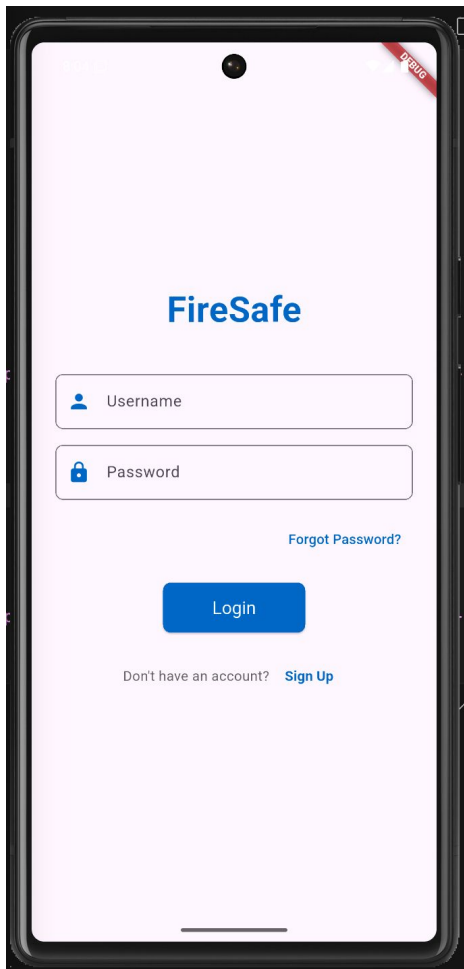 DEBUG
FireSafe
Username
Password
Forgot Password?
Login
Don't have an account? Sign Up